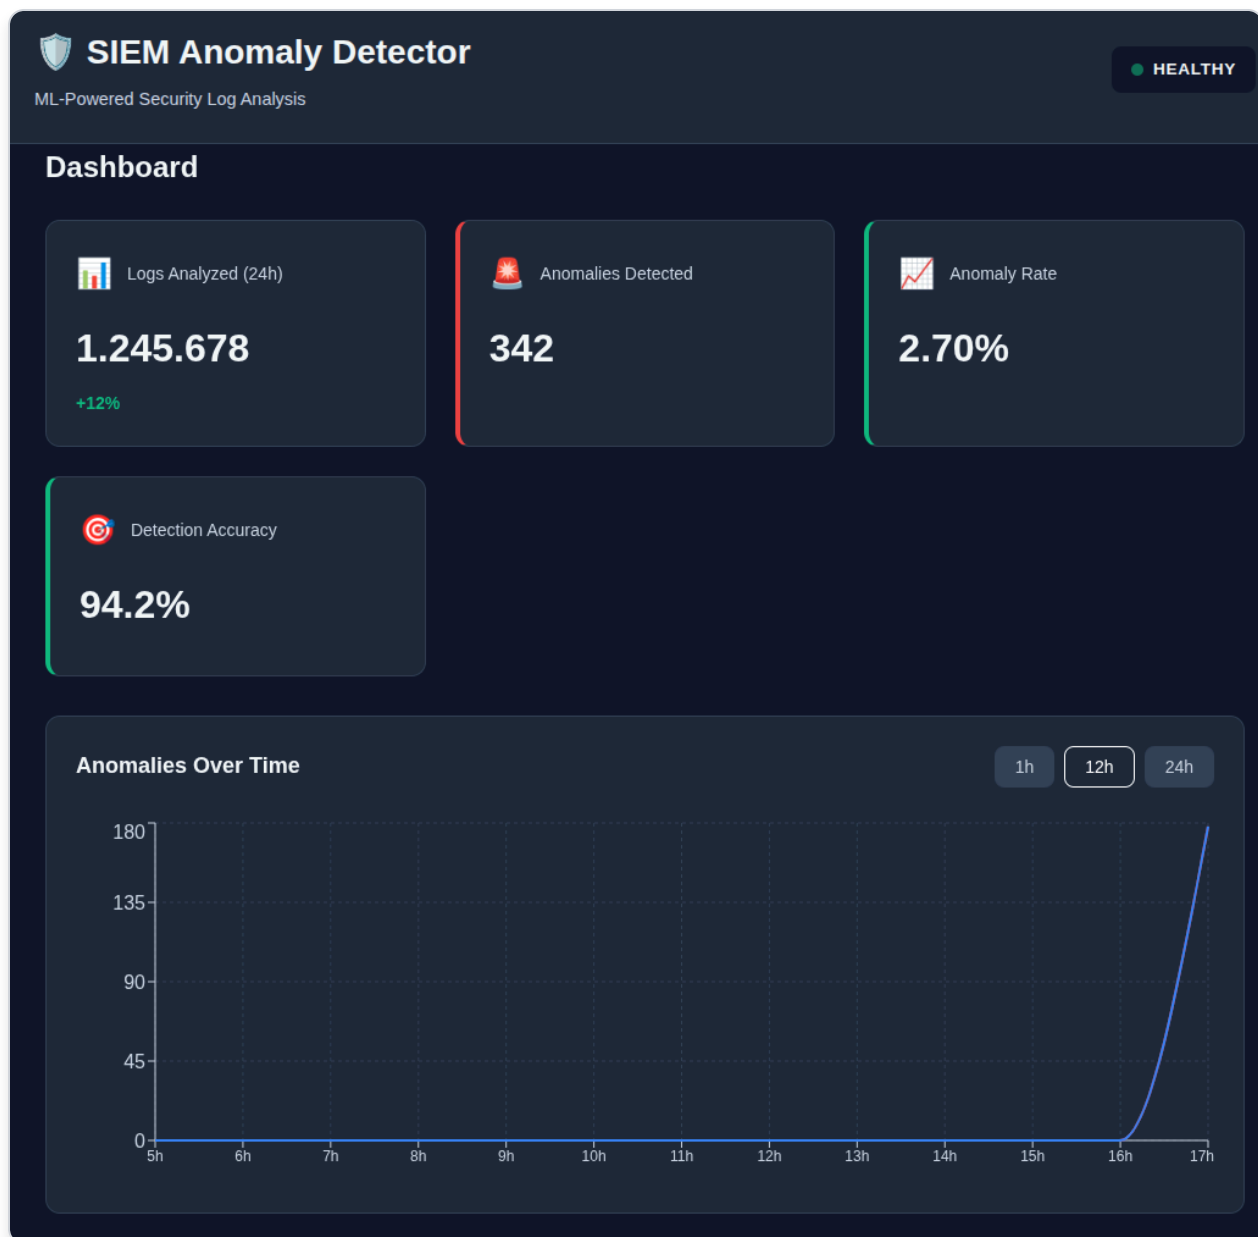 SIEM Anomaly Detector
ML-Powered Security Log Analysis
HEALTHY
Dashboard
Logs Analyzed (24h)
1.245.678
+12%
Anomalies Detected
342
Anomaly Rate
2.70%
Detection Accuracy
94.2%
Anomalies Over Time
1h 12h 24h
180
135
90
45
0
5h 6h 7h 8h 9h 10h 11h 12h 13h 14h 15h 16h 17h